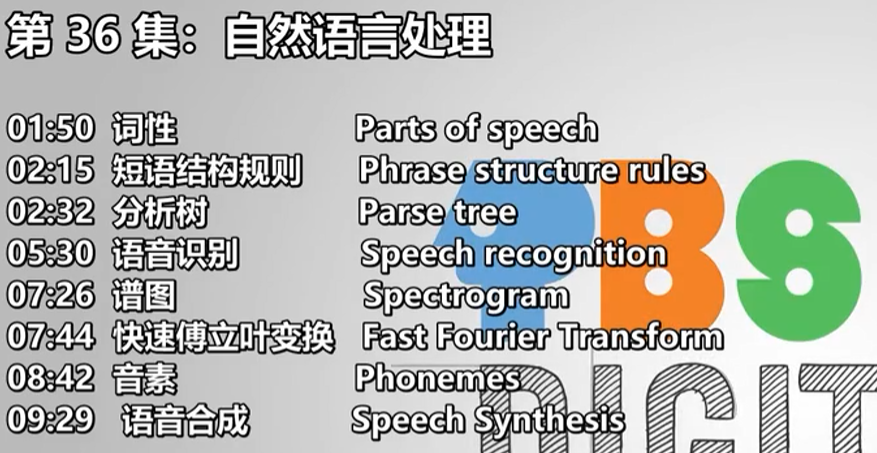 第 36 集：自然语言处理
01:50 词性 Parts of speech
02:15 短语结构规则 Phrase structure rules
02:32 分析树 Parse tree
05:30 语音识别 Speech recognition
07:26 谱图 Spectrogram
07:44 快速傅立叶变换 Fast Fourier Transform
08:42 音素 Phonemes
09:29 语音合成 Speech Synthesis
PBS
DIGIT